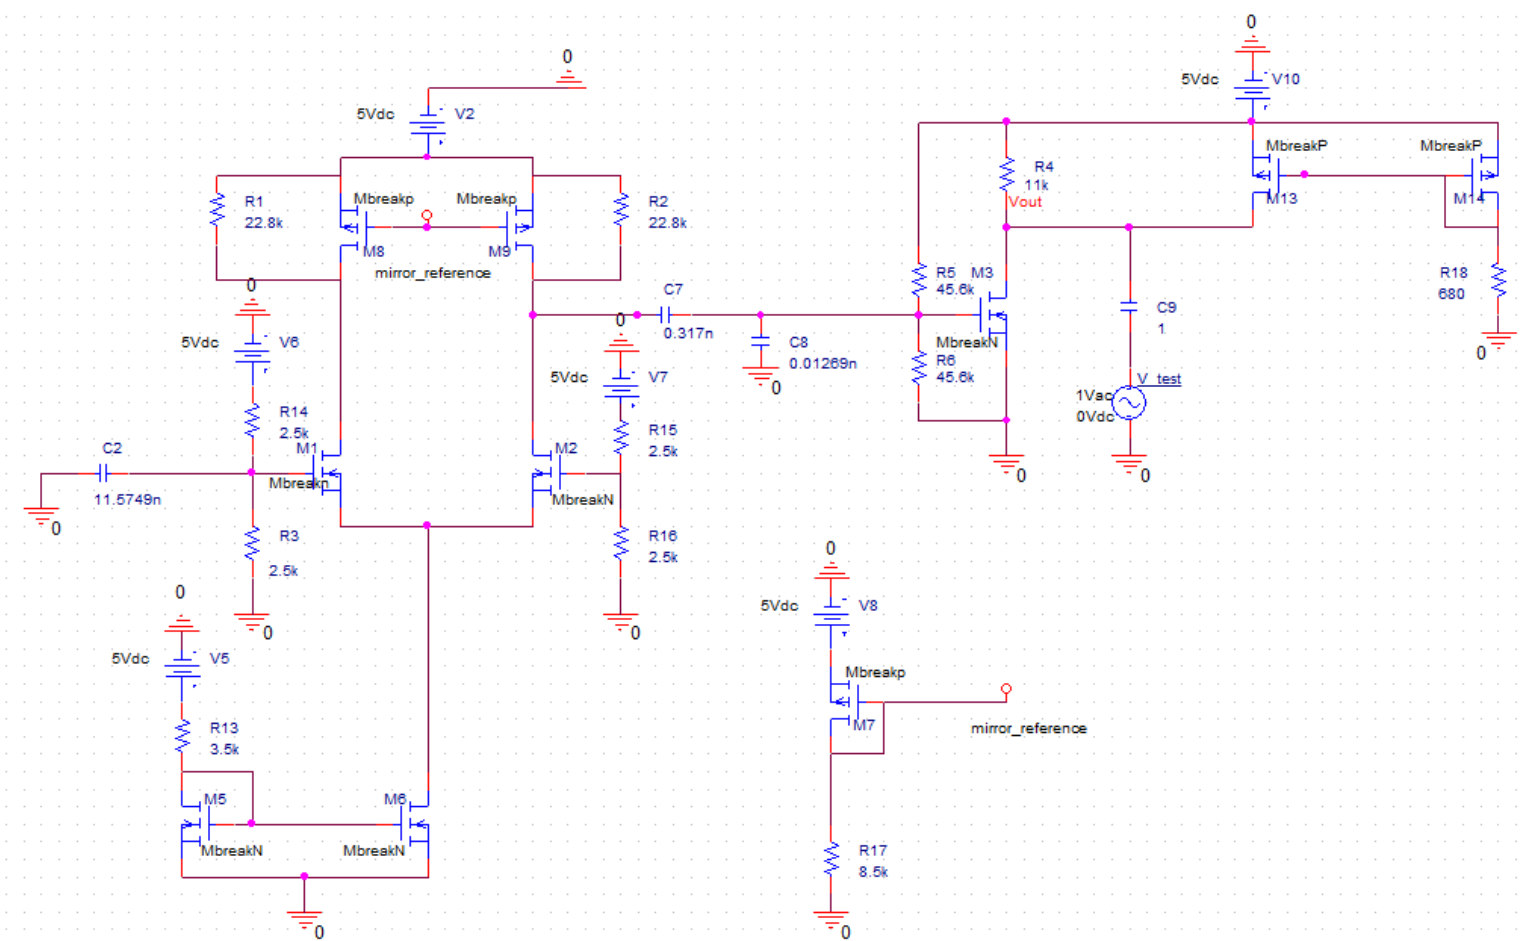 0
5Vdc
V2
R1
22.8k
Mbreakp
M8
Mbreakp
M9
R2
22.8k
mirror_reference
0
5Vdc
V6
R14
2.5k
M1
Mbreakn
C2
11.5749n
0
R3
2.5k
0
0
5Vdc
V7
R15
2.5k
M2
MbreakN
R16
2.5k
0
C7
0.317n
C8
0.01269n
0
0
5Vdc
V10
R4
11k
Vout
R5
45.6k
M3
MbreakN
R6
45.6k
0
MbreakP
M13
MbreakP
M14
R18
680
0
C9
1
V_test
1Vac
0Vdc
0
0
5Vdc
V5
R13
3.5k
M5
MbreakN
M6
MbreakN
0
0
5Vdc
V8
Mbreakp
M7
mirror_reference
R17
8.5k
0